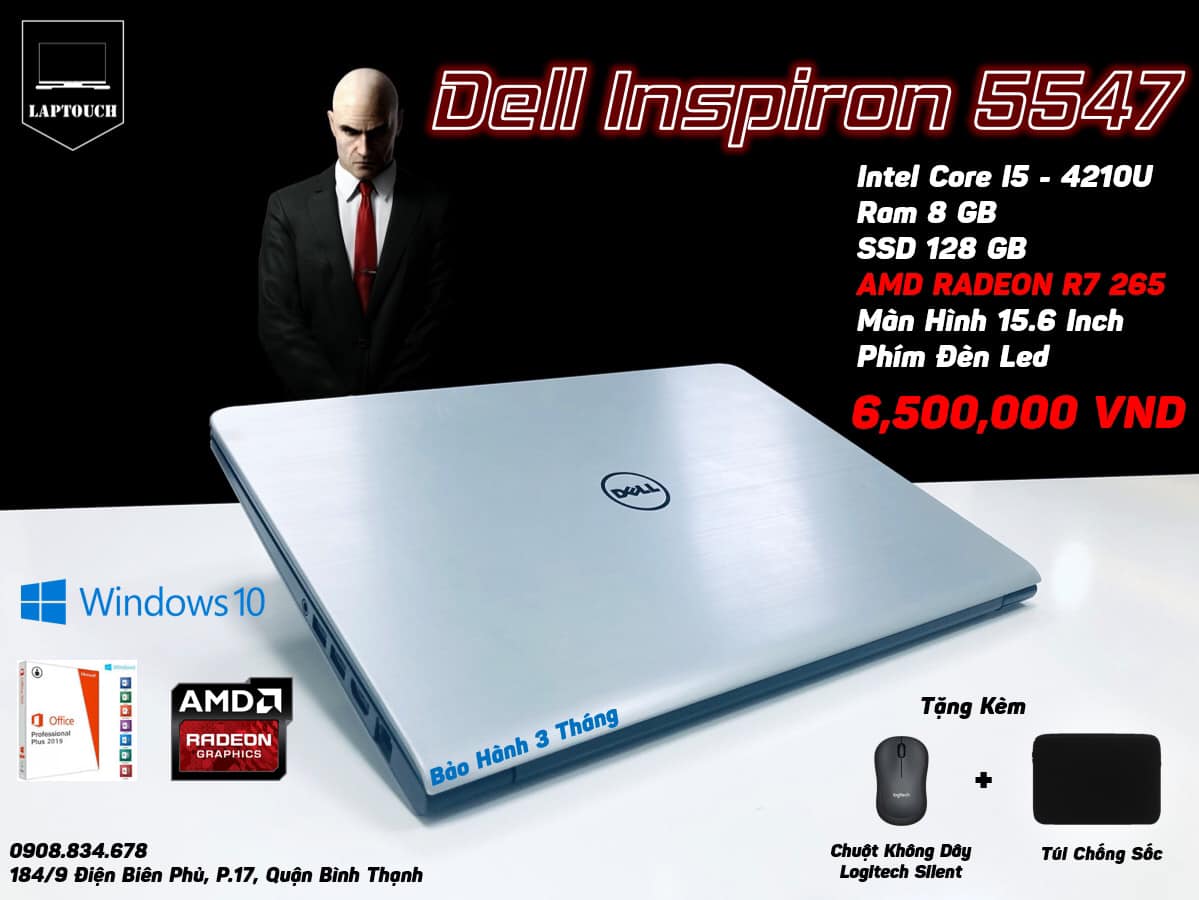 LAPTOUCH
Dell Inspiron 5547
Intel Core I5 - 4210U
Ram 8 GB
SSD 128 GB
AMD RADEON R7 265
Màn Hình 15.6 Inch
Phím Đèn Led
6,500,000 VND
DELL
Windows 10
Windows
Microsoft
Office
Professional
Plus 2019
AMD
RADEON
GRAPHICS
Bảo Hành 3 Tháng
Tặng Kèm
logitech
+
Chuột Không Dây
Logitech Silent
Túi Chống Sốc
0908.834.678
184/9 Điện Biên Phủ, P.17, Quận Bình Thạnh